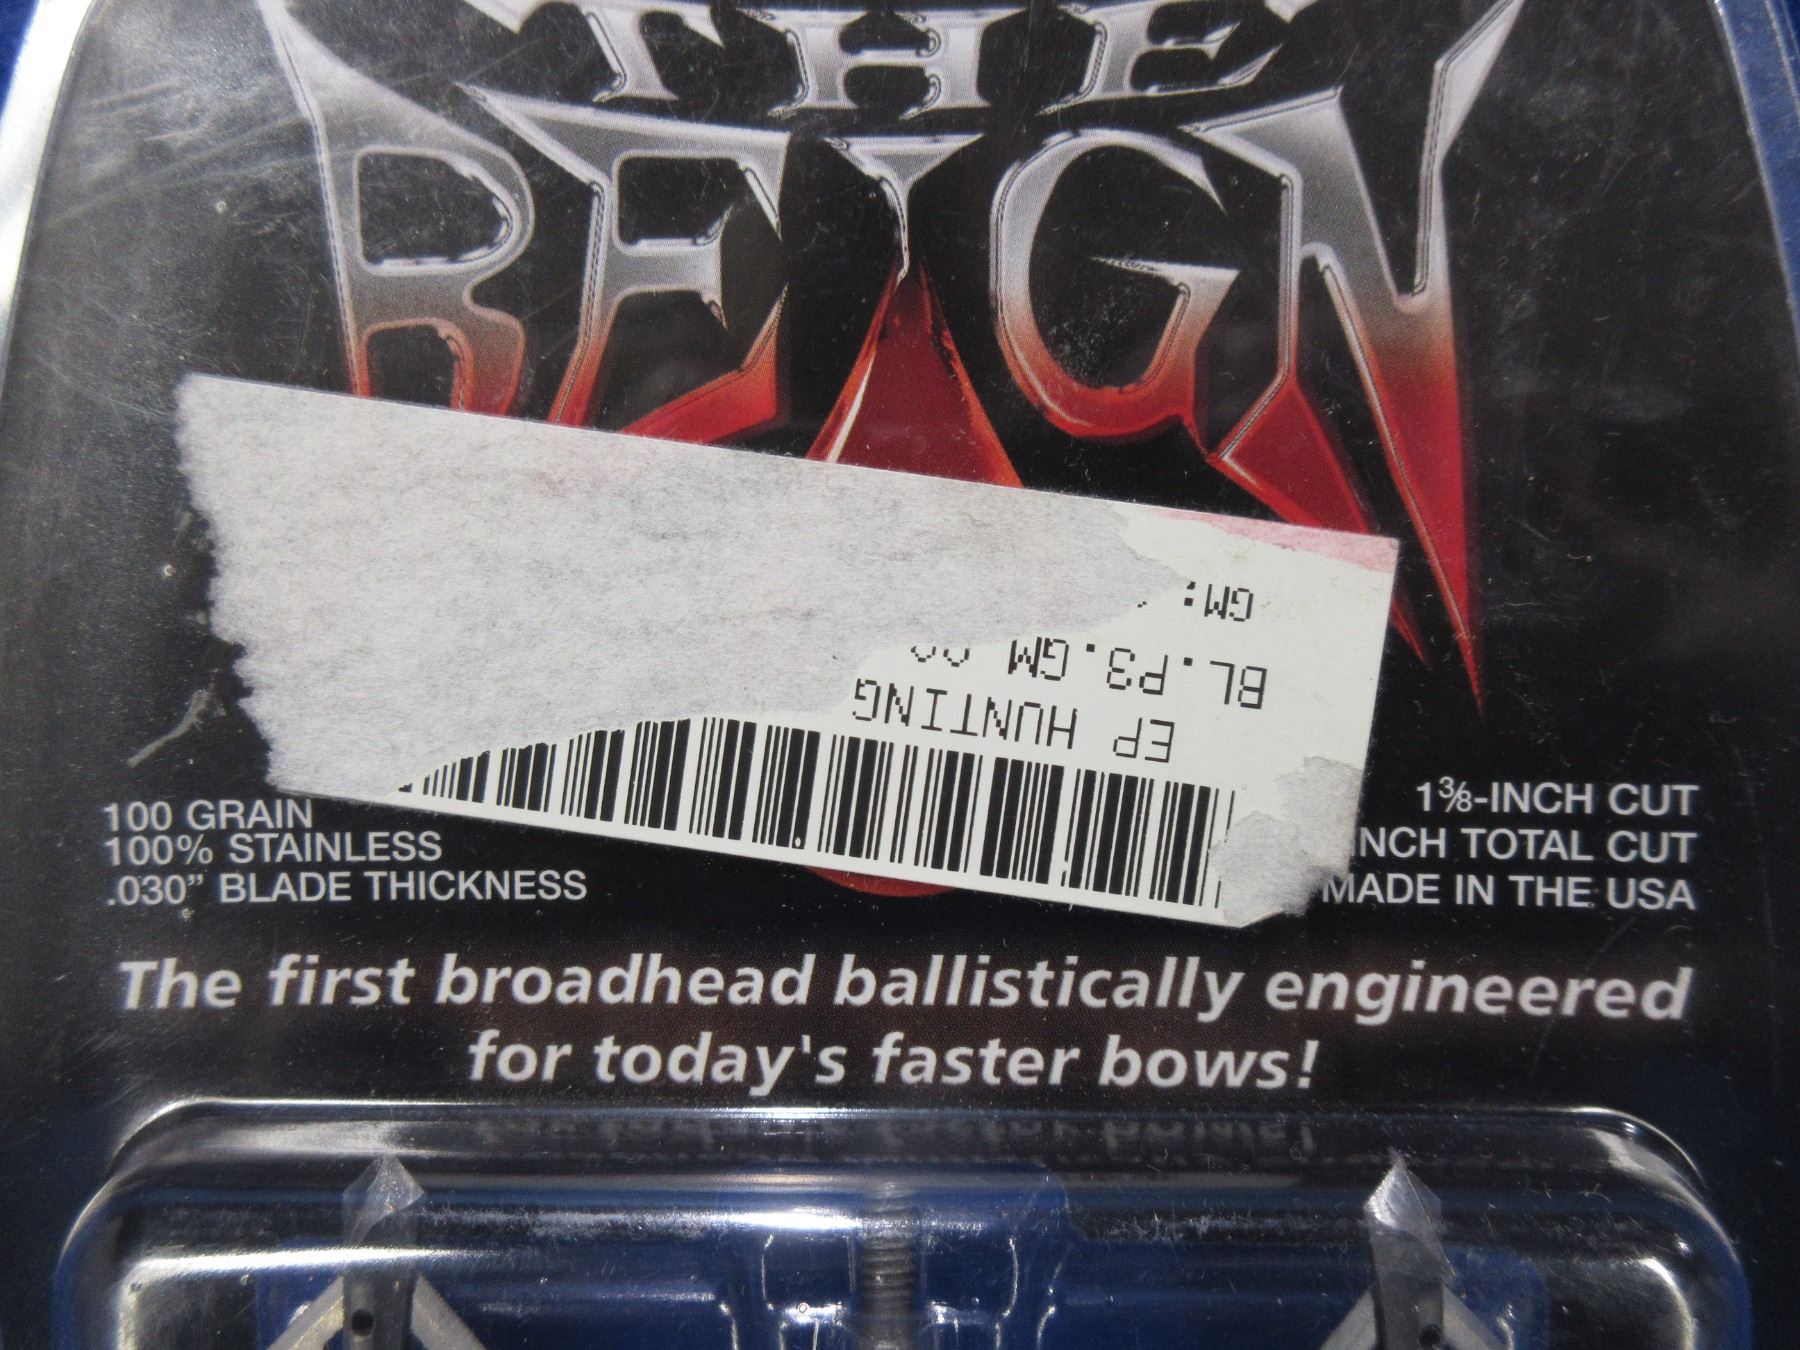 THE
REIGN
GM:
BL.P3.GM
EP HUNTING
100 GRAIN
100% STAINLESS
.030” BLADE THICKNESS
1⅜-INCH CUT
INCH TOTAL CUT
MADE IN THE USA
The first broadhead ballistically engineered
for today's faster bows!